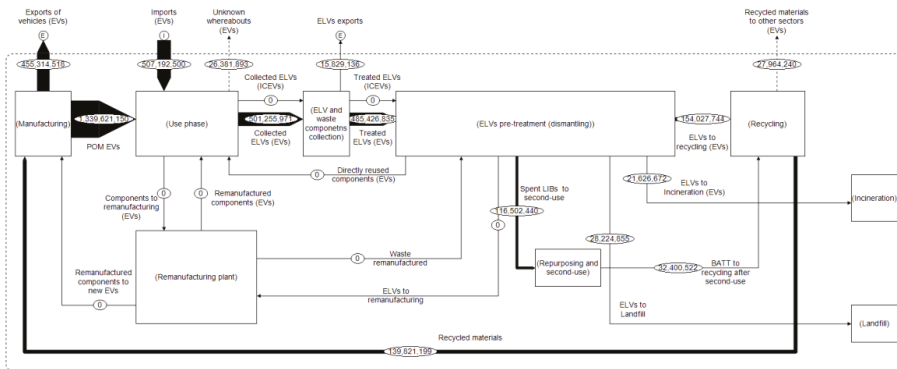 Exports of
vehicles (EVs)
Imports
(EVs)
Unknown
whereabouts
(EVs)
ELVs exports
Recycled materials
to other sectors
(EVs)
E
I
E
455,314,518
507,192,500
26,381,893
15,829,136
27,964,240
Collected ELVs
(ICEVs)
Treated ELVs
(ICEVs)
0
0
(Manufacturing)
1,339,621,150
(Use phase)
501,255,971
(ELV and
waste
componetns
collection)
485,426,835
(ELVs pre-treatment (dismantling))
154,027,744
(Recycling)
POM EVs
Collected
ELVs (EVs)
Treated
ELVs (EVs)
ELVs to
recycling (EVs)
Directly reused
components (EVs)
0
21,626,672
ELVs to
Incineration (EVs)
(Incineration)
0
0
Components to
remanufacturing
(EVs)
Remanufactured
components (EVs)
Spent LIBs to
second-use
116,502,440
0
26,224,855
Remanufactured
components to
new EVs
0
(Remanufacturing plant)
Waste
remanufactured
0
(Repurposing and
second-use)
32,400,522
BATT to
recycling after
second-use
ELVs to
remanufacturing
0
ELVs to
Landfill
(Landfill)
Recycled materials
139,821,199